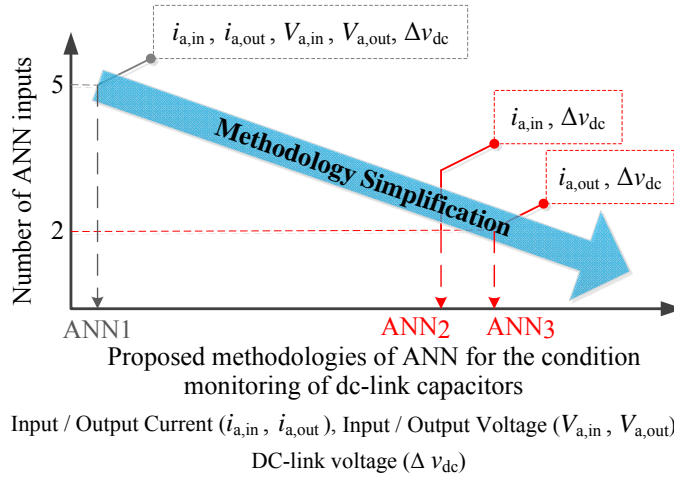 i_a,in , i_a,out , V_a,in , V_a,out , Δv_dc
5
i_a,in , Δv_dc
Methodology Simplification
i_a,out , Δv_dc
2
Number of ANN inputs
ANN1
ANN2
ANN3
Proposed methodologies of ANN for the condition
monitoring of dc-link capacitors
Input / Output Current (i_a,in , i_a,out ), Input / Output Voltage (V_a,in , V_a,out)
DC-link voltage (Δ v_dc)